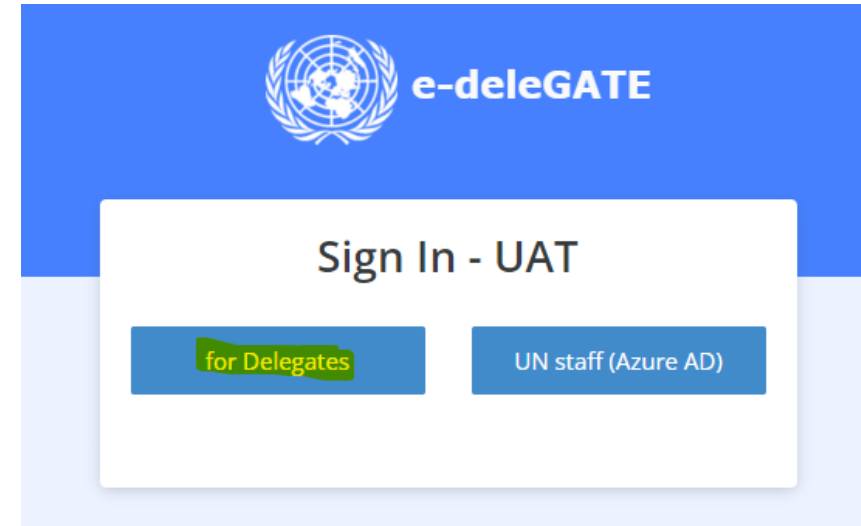 e-deleGATE
Sign In - UAT
for Delegates
UN staff (Azure AD)